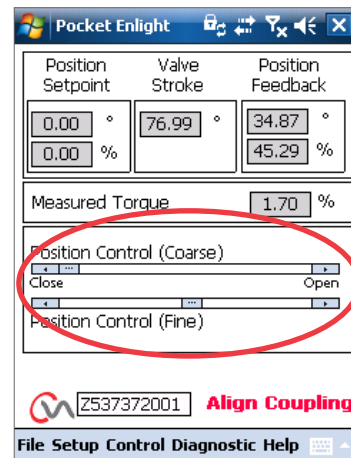 Pocket Enlight
Position Setpoint
Valve Stroke
Position Feedback
0.00 °
76.99 °
34.87 °
0.00 %
45.29 %
Measured Torque 1.70 %
Position Control (Coarse)
Close Open
Position Control (Fine)
Z537372001 Align Coupling
File Setup Control Diagnostic Help